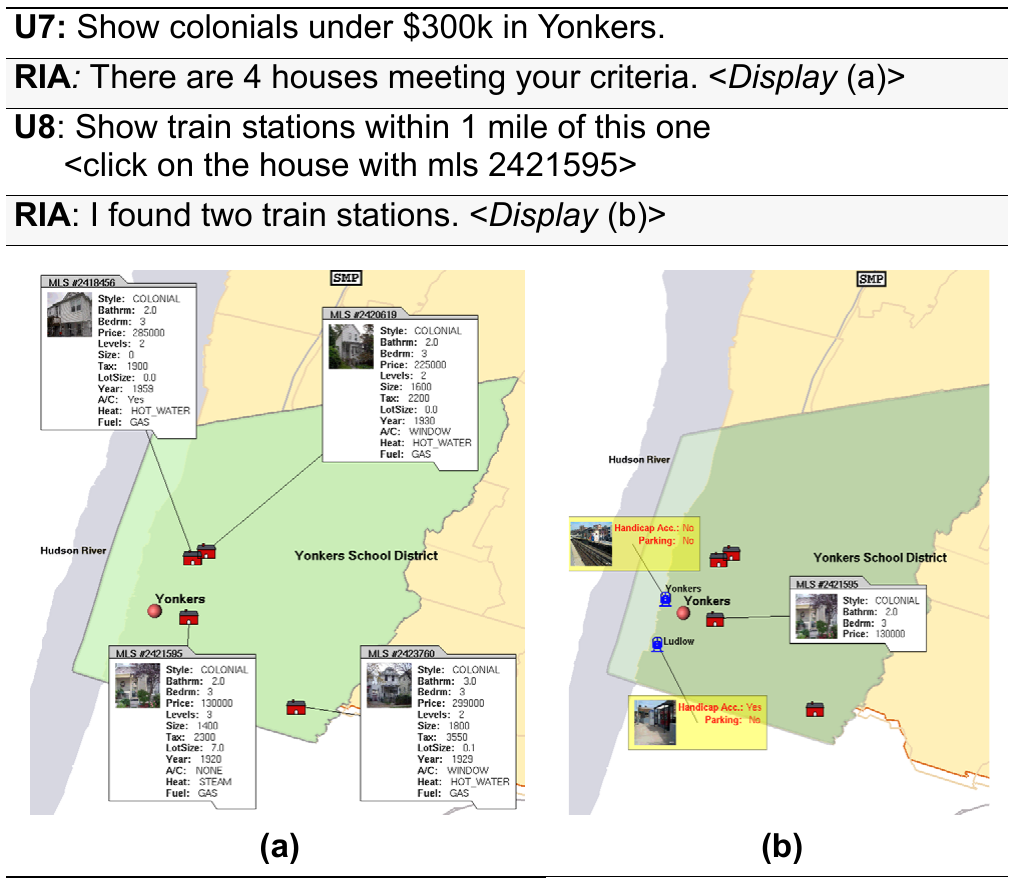 U7: Show colonials under $300k in Yonkers.
RIA: There are 4 houses meeting your criteria. <Display (a)>
U8: Show train stations within 1 mile of this one
<click on the house with mls 2421595>
RIA: I found two train stations. <Display (b)>
SMP
MLS #2418456
Style: COLONIAL
Bathrm: 2.0
Bedrm: 3
Price: 285000
Levels: 2
Size: 0
Tax: 1900
LotSize: 0.0
Year: 1959
A/C: Yes
Heat: HOT_WATER
Fuel: GAS
MLS #2420619
Style: COLONIAL
Bathrm: 2.0
Bedrm: 3
Price: 225000
Levels: 2
Size: 1600
Tax: 2200
LotSize: 0.0
Year: 1930
A/C: WINDOW
Heat: HOT_WATER
Fuel: GAS
Hudson River
Yonkers School District
Yonkers
MLS #2421595
Style: COLONIAL
Bathrm: 2.0
Bedrm: 3
Price: 130000
Levels: 3
Size: 1400
Tax: 2300
LotSize: 7.0
Year: 1920
A/C: NONE
Heat: STEAM
Fuel: GAS
MLS #2423760
Style: COLONIAL
Bathrm: 3.0
Bedrm: 3
Price: 299000
Levels: 2
Size: 1800
Tax: 3550
LotSize: 0.1
Year: 1929
A/C: WINDOW
Heat: HOT_WATER
Fuel: GAS
(a)
SMP
Hudson River
Handicap Acc.: No
Parking: No
Yonkers School District
Yonkers
Yonkers
MLS #2421595
Style: COLONIAL
Bathrm: 2.0
Bedrm: 3
Price: 130000
Ludlow
Handicap Acc.: Yes
Parking: No
(b)